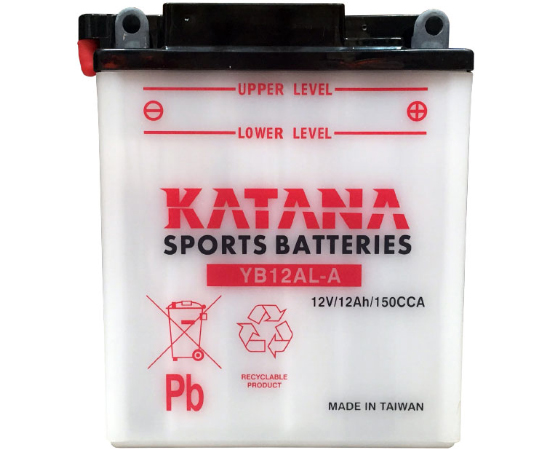 UPPER LEVEL
LOWER LEVEL
KATANA
SPORTS BATTERIES
YB12AL-A
12V/12Ah/150CCA
RECYCLABLE
PRODUCT
Pb
MADE IN TAIWAN